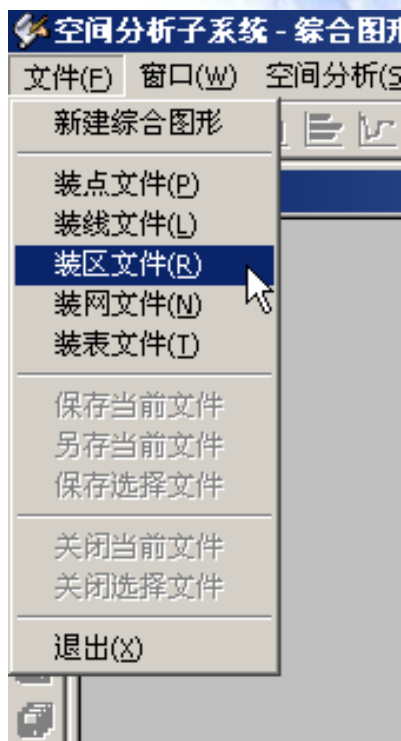 空间分析子系统 - 综合图形
文件(F) 窗口(W) 空间分析(S
新建综合图形
装点文件(P)
装线文件(L)
装区文件(R)
装网文件(N)
装表文件(T)
保存当前文件
另存当前文件
保存选择文件
关闭当前文件
关闭选择文件
退出(X)